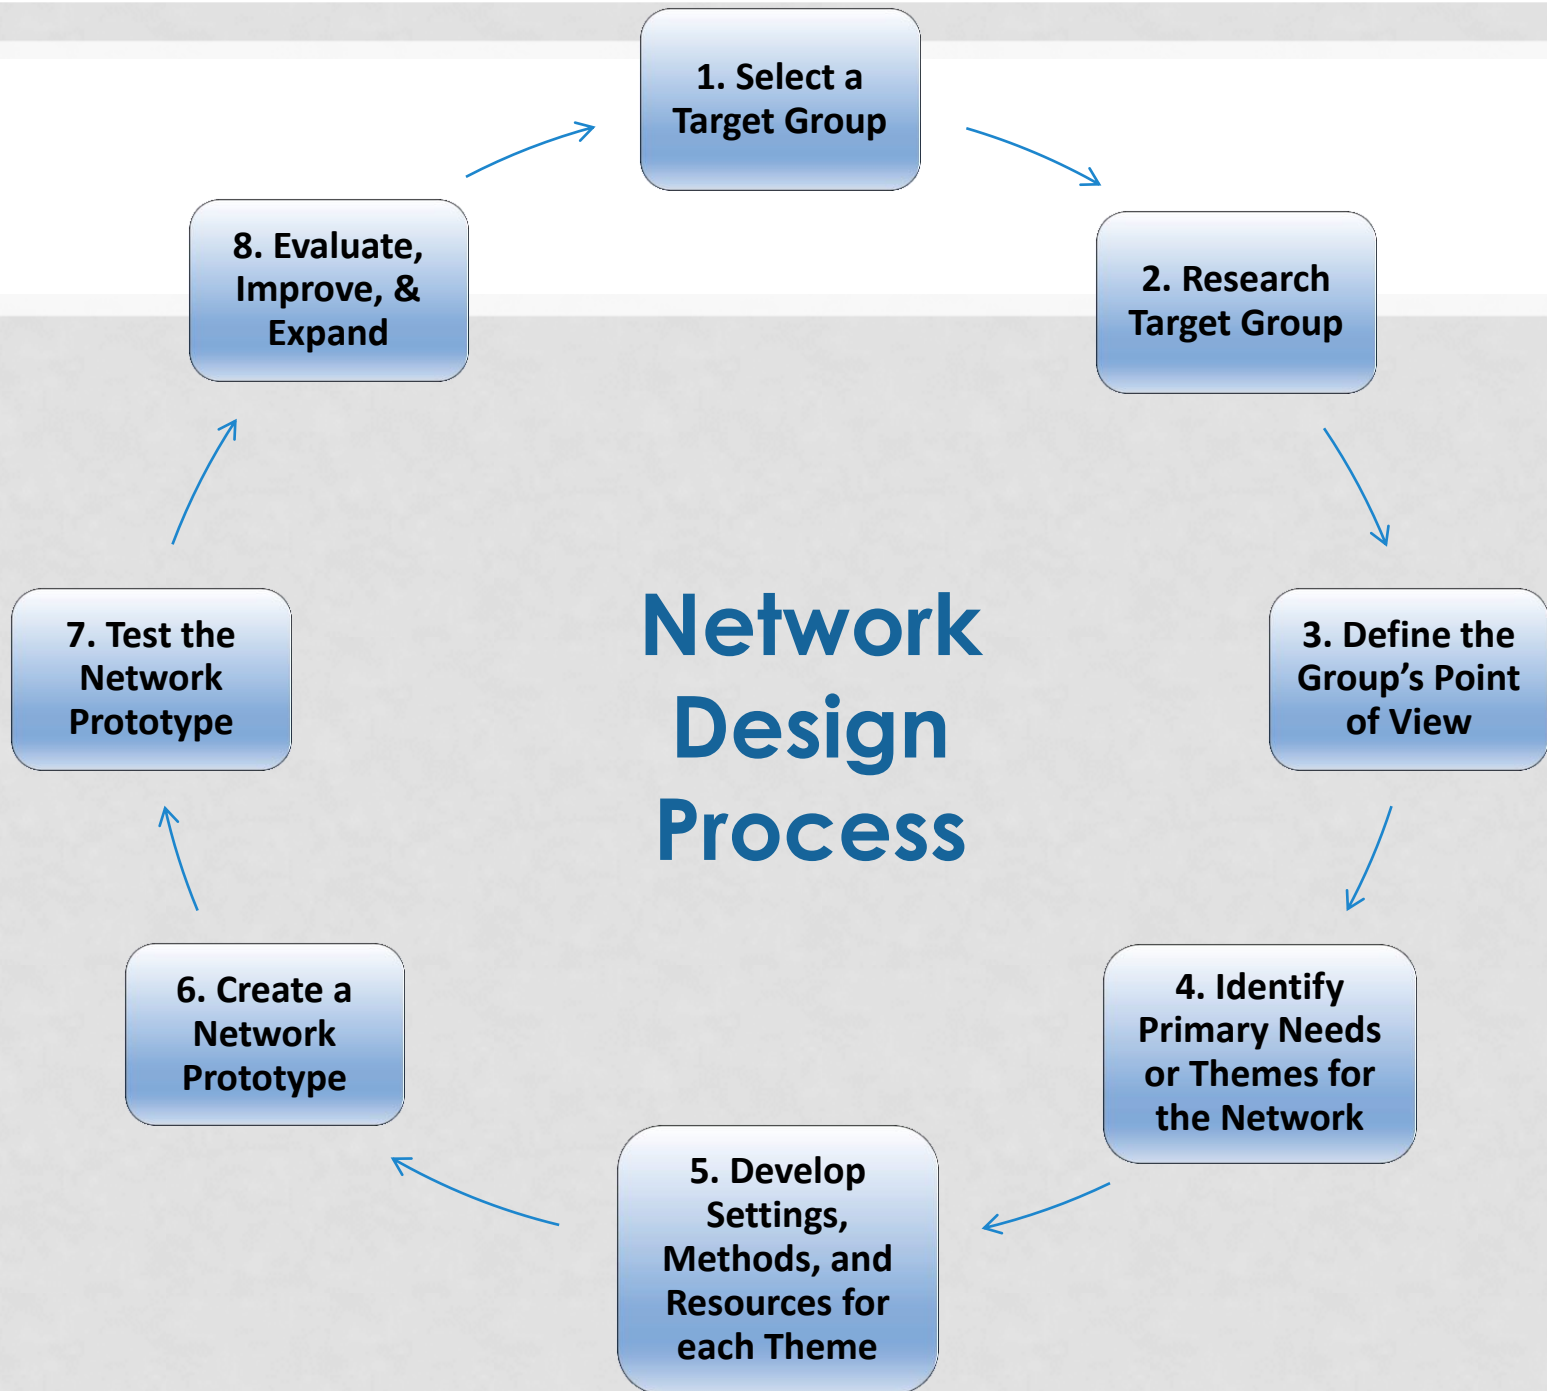 1. Select a
Target Group
2. Research
Target Group
3. Define the
Group’s Point
of View
4. Identify
Primary Needs
or Themes for
the Network
5. Develop
Settings,
Methods, and
Resources for
each Theme
6. Create a
Network
Prototype
7. Test the
Network
Prototype
8. Evaluate,
Improve, &
Expand
Network
Design
Process